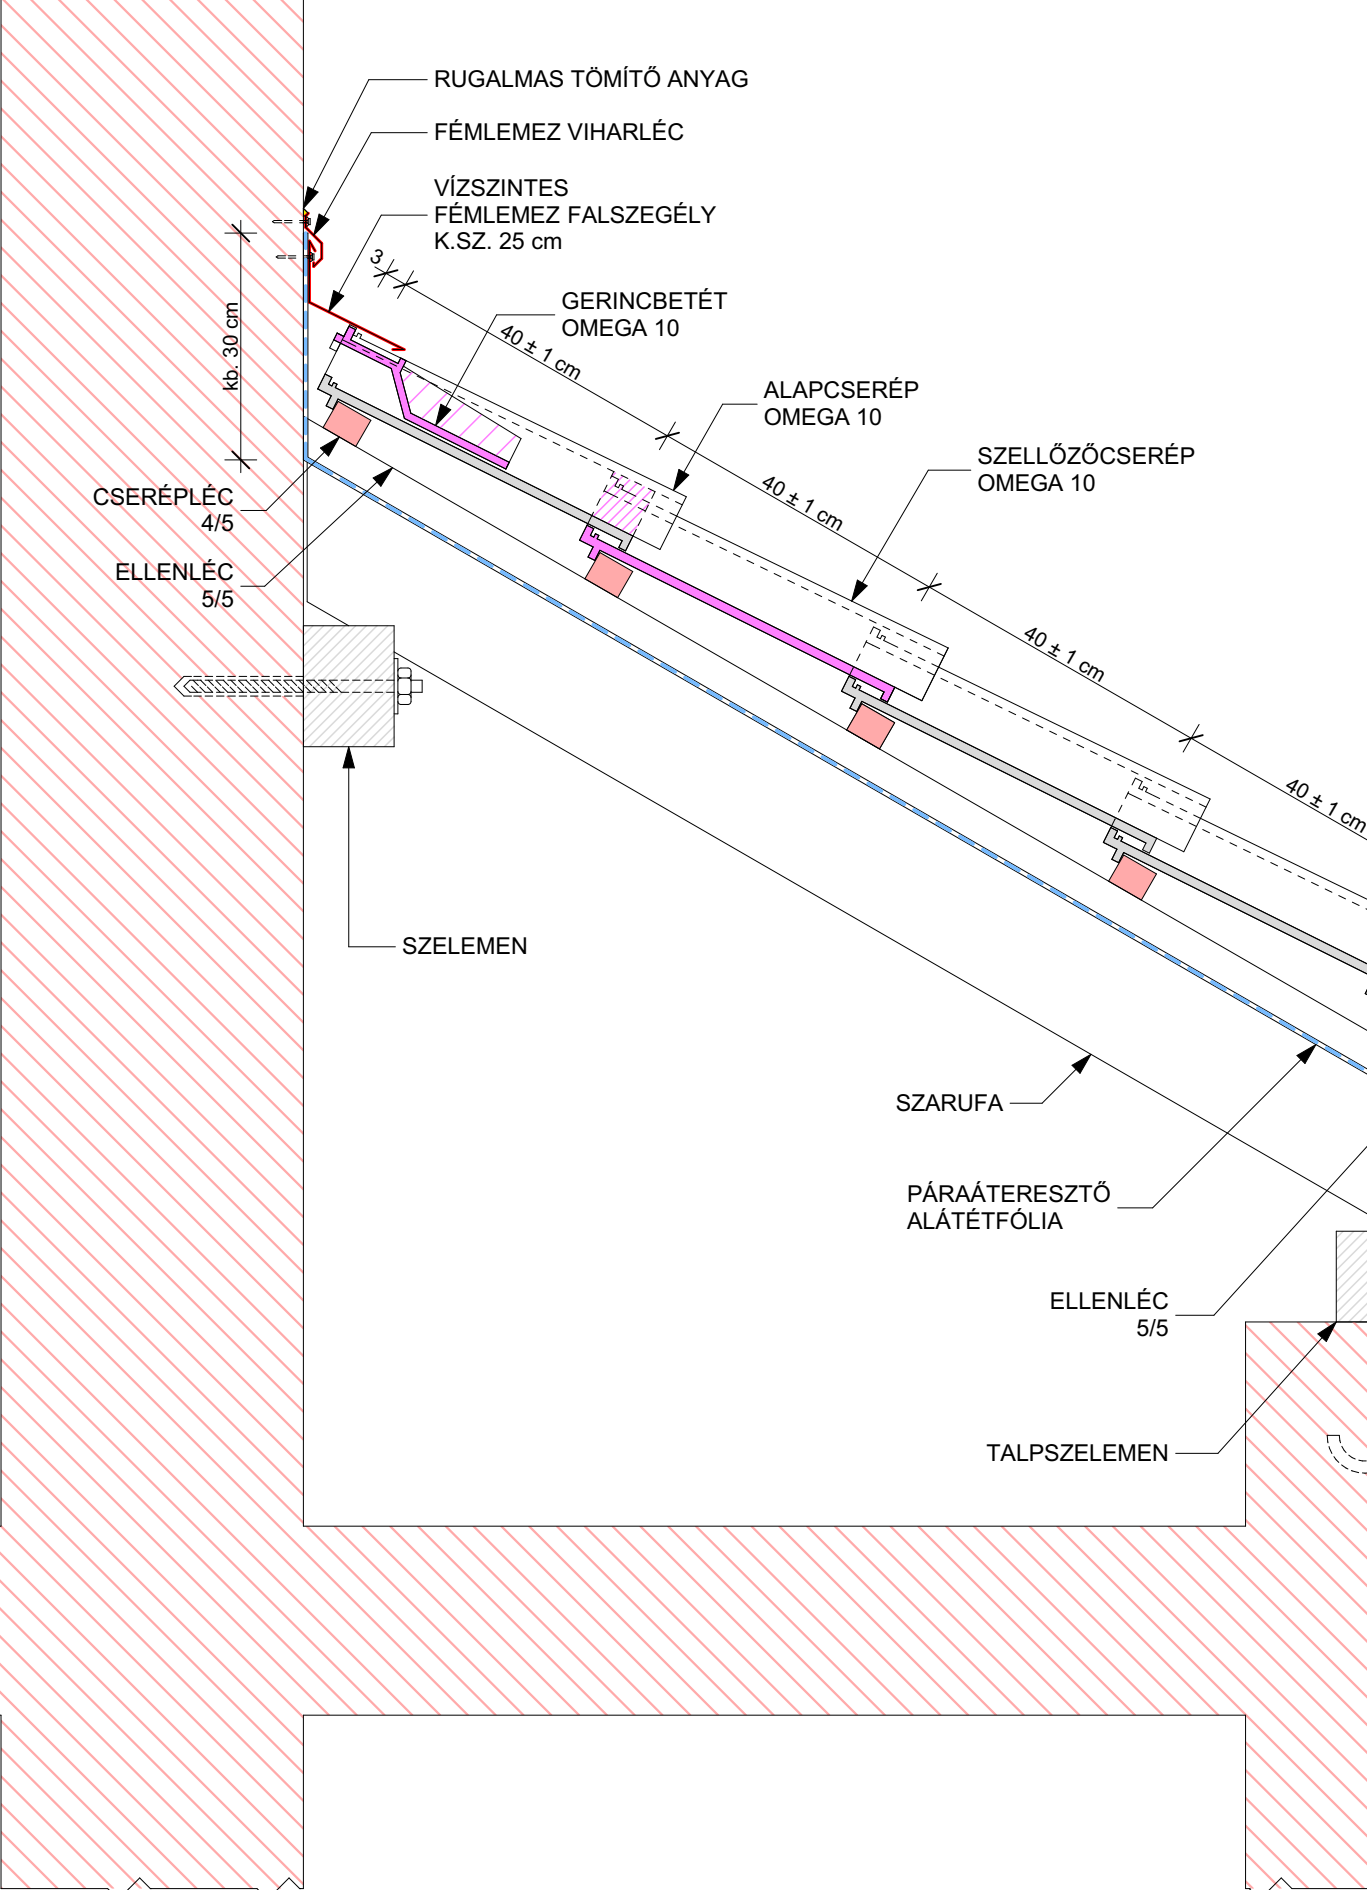 RUGALMAS TÖMÍTŐ ANYAG
FÉMLEMEZ VIHARLÉC
VÍZSZINTES
FÉMLEMEZ FALSZEGÉLY
K.SZ. 25 cm
3
GERINCBETÉT
OMEGA 10
kb. 30 cm
40 ± 1 cm
ALAPCSERÉP
OMEGA 10
SZELLŐZŐCSERÉP
OMEGA 10
40 ± 1 cm
CSERÉPLÉC
4/5
ELLENLÉC
5/5
40 ± 1 cm
40 ± 1 cm
SZELEMEN
SZARUFA
PÁRAÁTERESZTŐ
ALÁTÉTFÓLIA
ELLENLÉC
5/5
TALPSZELEMEN